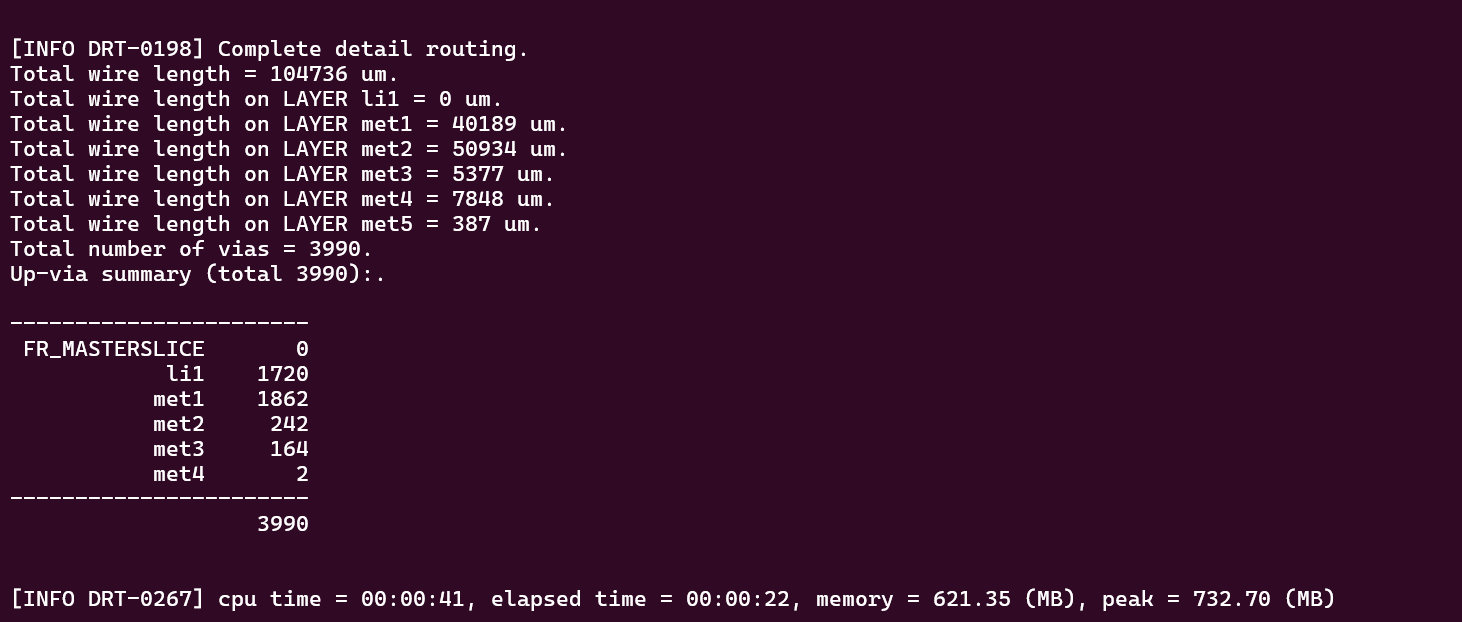 [INFO DRT-0198] Complete detail routing.
Total wire length = 104736 um.
Total wire length on LAYER li1 = 0 um.
Total wire length on LAYER met1 = 40189 um.
Total wire length on LAYER met2 = 50934 um.
Total wire length on LAYER met3 = 5377 um.
Total wire length on LAYER met4 = 7848 um.
Total wire length on LAYER met5 = 387 um.
Total number of vias = 3990.
Up-via summary (total 3990):.
-----------------------
FR_MASTERSLICE 0
li1 1720
met1 1862
met2 242
met3 164
met4 2
-----------------------
3990
[INFO DRT-0267] cpu time = 00:00:41, elapsed time = 00:00:22, memory = 621.35 (MB), peak = 732.70 (MB)